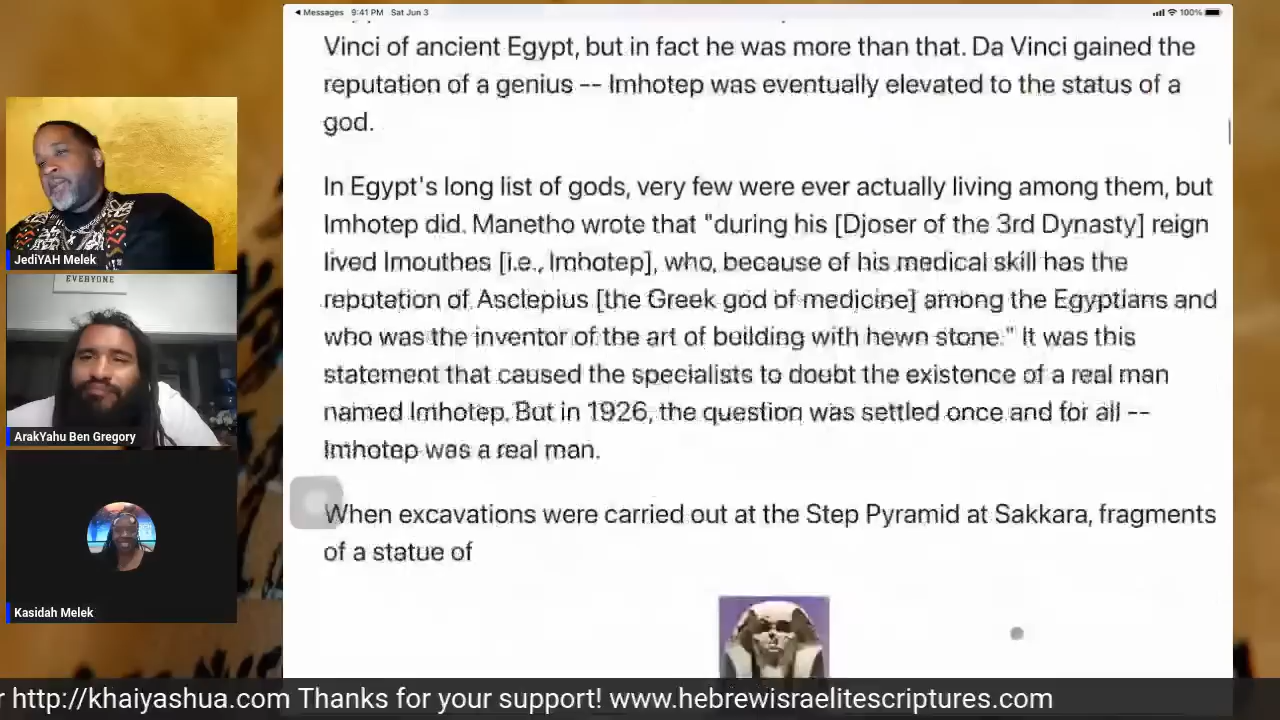 Messages 9:41 PM Sat Jun 3
100%
Vinci of ancient Egypt, but in fact he was more than that. Da Vinci gained the
reputation of a genius -- Imhotep was eventually elevated to the status of a
god.
In Egypt's long list of gods, very few were ever actually living among them, but
Imhotep did. Manetho wrote that "during his [Djoser of the 3rd Dynasty] reign
lived Imouthes [i.e., Imhotep], who, because of his medical skill has the
reputation of Asclepius [the Greek god of medicine] among the Egyptians and
who was the inventor of the art of building with hewn stone." It was this
statement that caused the specialists to doubt the existence of a real man
named Imhotep. But in 1926, the question was settled once and for all --
Imhotep was a real man.
When excavations were carried out at the Step Pyramid at Sakkara, fragments
of a statue of
JediYAH Melek
EVERYONE
ArakYahu Ben Gregory
Kasidah Melek
http://khaiyashua.com Thanks for your support! www.hebrewisraelitescriptures.com